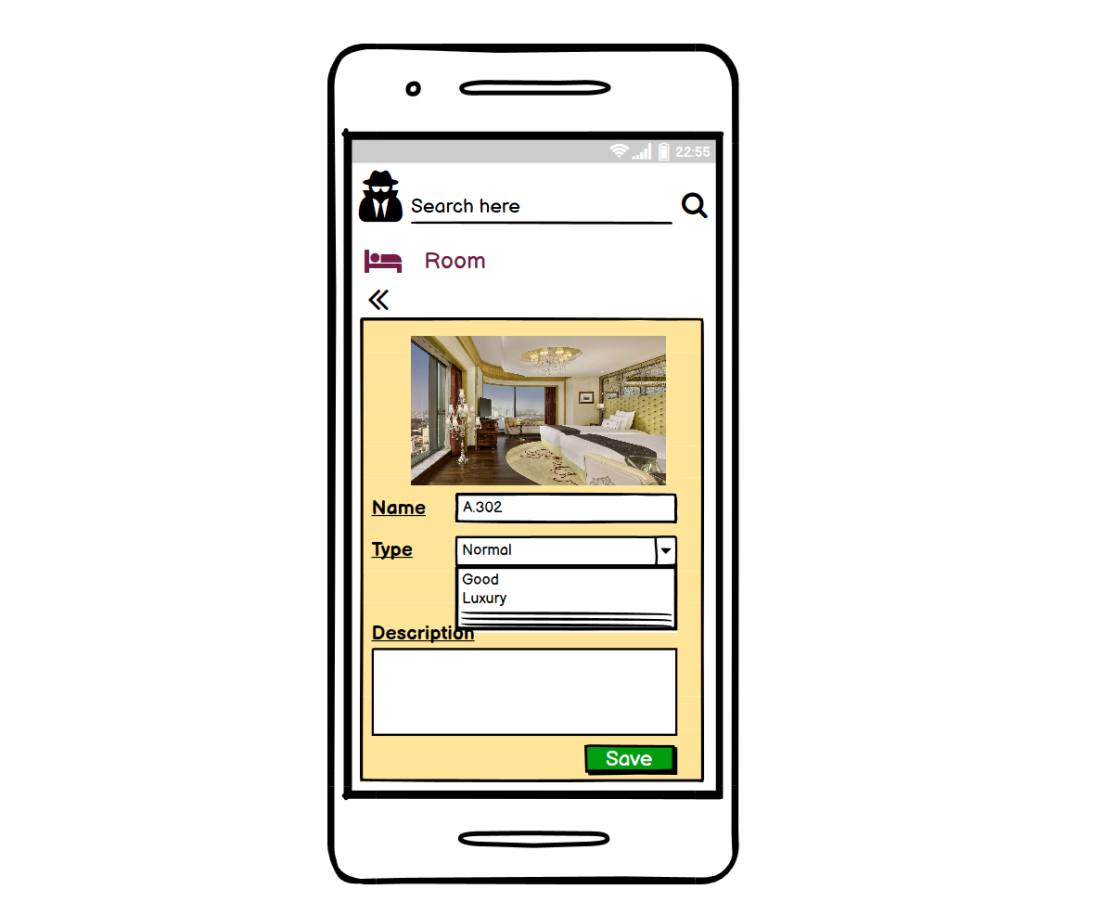 22:55
Search here
Room
Name
A.302
Type
Normal
Good
Luxury
Description
Save